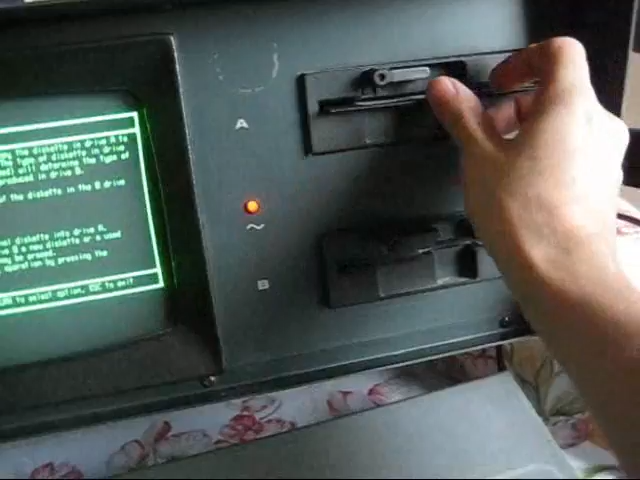 the diskette in drive A to
The type of diskette in drive
will determine the type of
produced in drive B.
the diskette in the B drive
diskette into drive A.
a new diskette or a used
be erased.
operation by pressing the
to select option, ESC to exit
A
~
B